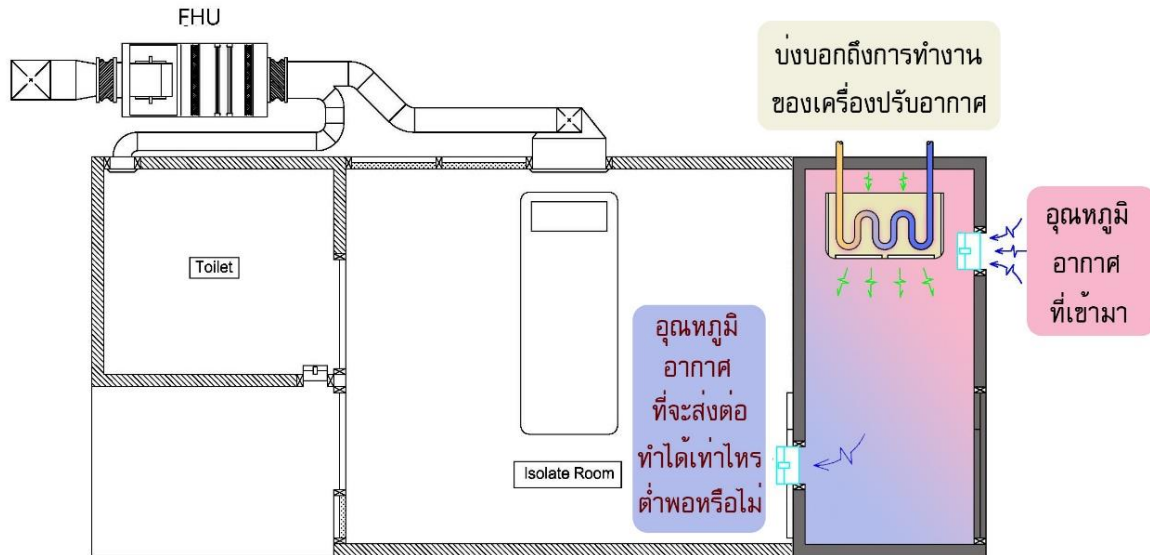 EHU
บ่งบอกถึงการทำงาน
ของเครื่องปรับอากาศ
อุณหภูมิ
อากาศ
ที่เข้ามา
Toilet
อุณหภูมิ
อากาศ
ที่จะส่งต่อ
ทำได้เท่าไหร
ต่ำพอหรือไม่
Isolate Room